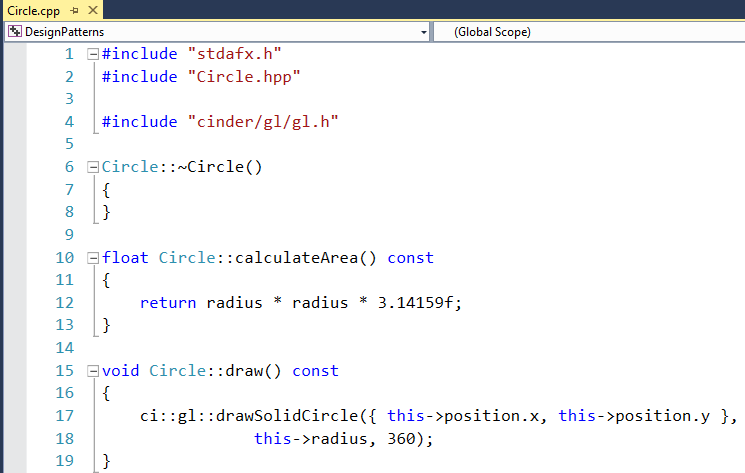 Circle.cpp
DesignPatterns (Global Scope)
1 #include "stdafx.h"
2 #include "Circle.hpp"
3
4 #include "cinder/gl/gl.h"
5
6 Circle::~Circle()
7 {
8 }
9
10 float Circle::calculateArea() const
11 {
12     return radius * radius * 3.14159f;
13 }
14
15 void Circle::draw() const
16 {
17     ci::gl::drawSolidCircle({ this->position.x, this->position.y },
18                 this->radius, 360);
19 }